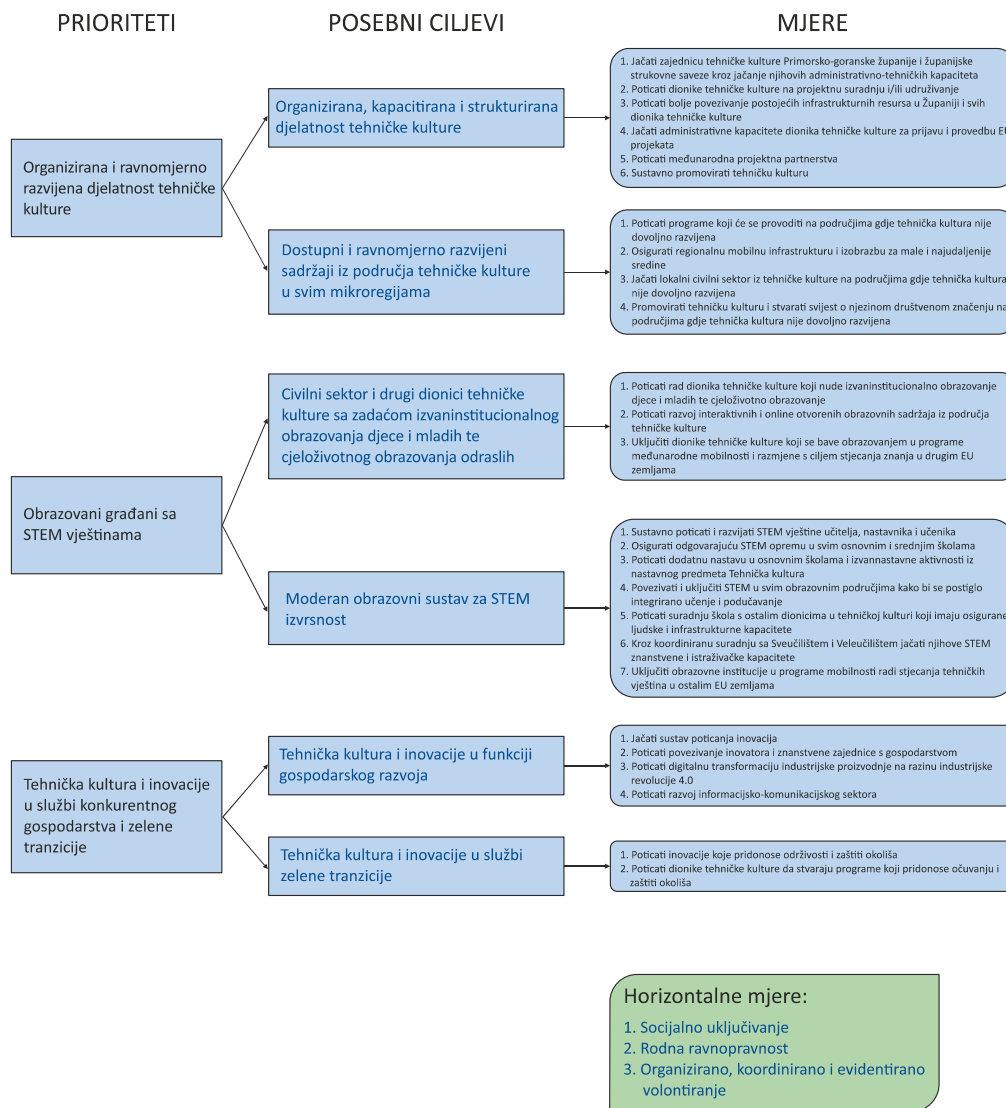 PRIORITETI
POSEBNI CILJEVI
MJERE
Organizirana i ravnomjerno
razvijena djelatnost tehničke
kulture
Organizirana, kapacitirana i strukturirana
djelatnost tehničke kulture
1. Jačati zajednicu tehničke kulture Primorsko-goranske županije i županijske
strukovne saveze kroz jačanje njihovih administrativno-tehničkih kapaciteta
2. Poticati dionike tehničke kulture na projektnu suradnju i/ili udruživanje
3. Poticati bolje povezivanje postojećih infrastrukturnih resursa u Županiji i svih
dionika tehničke kulture
4. Jačati administrativne kapacitete dionika tehničke kulture za prijavu i provedbu EU
projekata
5. Poticati međunarodna projektna partnerstva
6. Sustavno promovirati tehničku kulturu
Dostupni i ravnomjerno razvijeni
sadržaji iz područja tehničke kulture
u svim mikroregijama
1. Poticati programe koji će se provoditi na područjima gdje tehnička kultura nije
dovoljno razvijena
2. Osigurati regionalnu mobilnu infrastrukturu i izobrazbu za male i najudaljenije
sredine
3. Jačati lokalni civilni sektor iz tehničke kulture na područjima gdje tehnička kultura
nije dovoljno razvijena
4. Promovirati tehničku kulturu i stvarati svijest o njezinom društvenom značenju na
područjima gdje tehnička kultura nije dovoljno razvijena
Obrazovani građani sa
STEM vještinama
Civilni sektor i drugi dionici tehničke
kulture sa zadaćom izvaninstitucionalnog
obrazovanja djece i mladih te
cjeloživotnog obrazovanja odraslih
1. Poticati rad dionika tehničke kulture koji nude izvaninstitucionalno obrazovanje
djece i mladih te cjeloživotno obrazovanje
2. Poticati razvoj interaktivnih i online otvorenih obrazovnih sadržaja iz područja
tehničke kulture
3. Uključiti dionike tehničke kulture koji se bave obrazovanjem u programe
međunarodne mobilnosti i razmjene s ciljem stjecanja znanja u drugim EU
zemljama
Moderan obrazovni sustav za STEM
izvrsnost
1. Sustavno poticati i razvijati STEM vještine učitelja, nastavnika i učenika
2. Osigurati odgovarajuću STEM opremu u svim osnovnim i srednjim školama
3. Poticati dodatnu nastavu u osnovnim školama i izvannastavne aktivnosti iz
nastavnog predmeta Tehnička kultura
4. Povezivati i uključiti STEM u svim obrazovnim područjima kako bi se postiglo
integrirano učenje i podučavanje
5. Poticati suradnju škola s ostalim dionicima u tehničkoj kulturi koji imaju osigurane
ljudske i infrastrukturne kapacitete
6. Kroz koordiniranu suradnju sa Sveučilištem i Veleučilištem jačati njihove STEM
znanstvene i istraživačke kapacitete
7. Uključiti obrazovne institucije u programe mobilnosti radi stjecanja tehničkih
vještina u ostalim EU zemljama
Tehnička kultura i inovacije
u službi konkurentnog
gospodarstva i zelene
tranzicije
Tehnička kultura i inovacije u funkciji
gospodarskog razvoja
1. Jačati sustav poticanja inovacija
2. Poticati povezivanje inovatora i znanstvene zajednice s gospodarstvom
3. Poticati digitalnu transformaciju industrijske proizvodnje na razinu industrijske
revolucije 4.0
4. Poticati razvoj informacijsko-komunikacijskog sektora
Tehnička kultura i inovacije u službi
zelene tranzicije
1. Poticati inovacije koje pridonose održivosti i zaštiti okoliša
2. Poticati dionike tehničke kulture da stvaraju programe koji pridonose očuvanju i
zaštiti okoliša
Horizontalne mjere:
1. Socijalno uključivanje
2. Rodna ravnopravnost
3. Organizirano, koordinirano i evidentirano
volontiranje